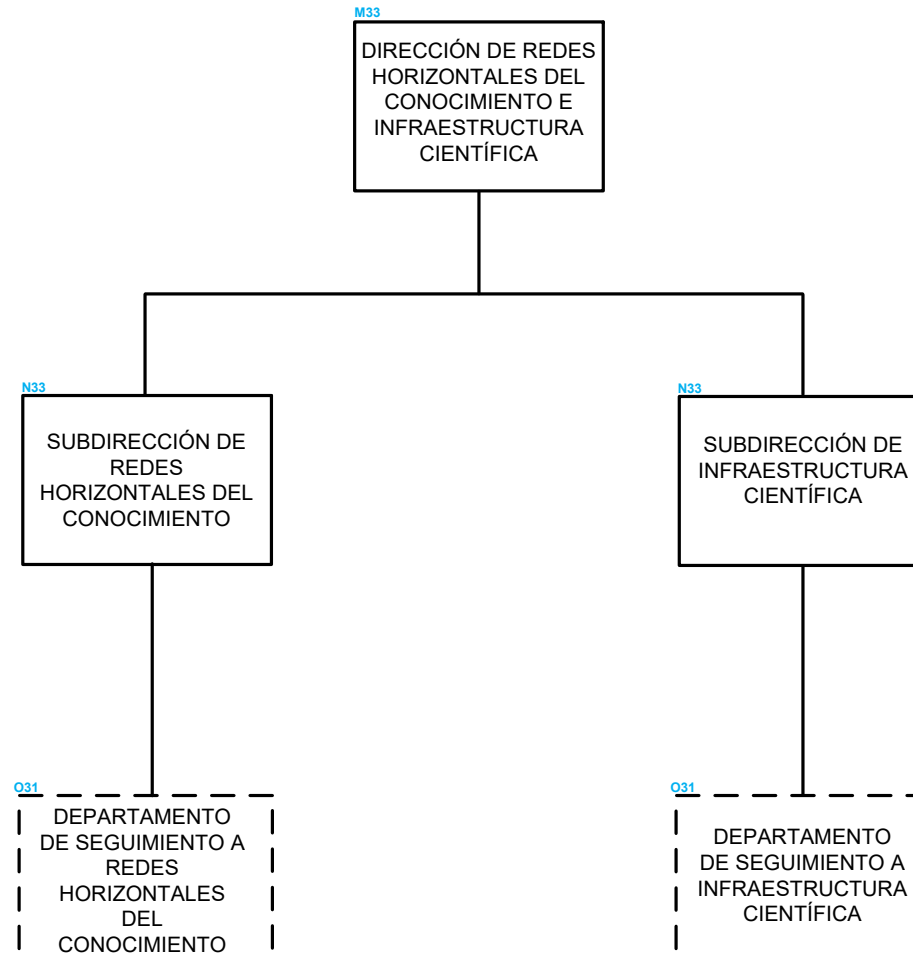 M33
DIRECCIÓN DE REDES
HORIZONTALES DEL
CONOCIMIENTO E
INFRAESTRUCTURA
CIENTÍFICA
N33
SUBDIRECCIÓN DE
REDES
HORIZONTALES DEL
CONOCIMIENTO
N33
SUBDIRECCIÓN DE
INFRAESTRUCTURA
CIENTÍFICA
O31
DEPARTAMENTO
DE SEGUIMIENTO A
REDES
HORIZONTALES
DEL
CONOCIMIENTO
O31
DEPARTAMENTO
DE SEGUIMIENTO A
INFRAESTRUCTURA
CIENTÍFICA